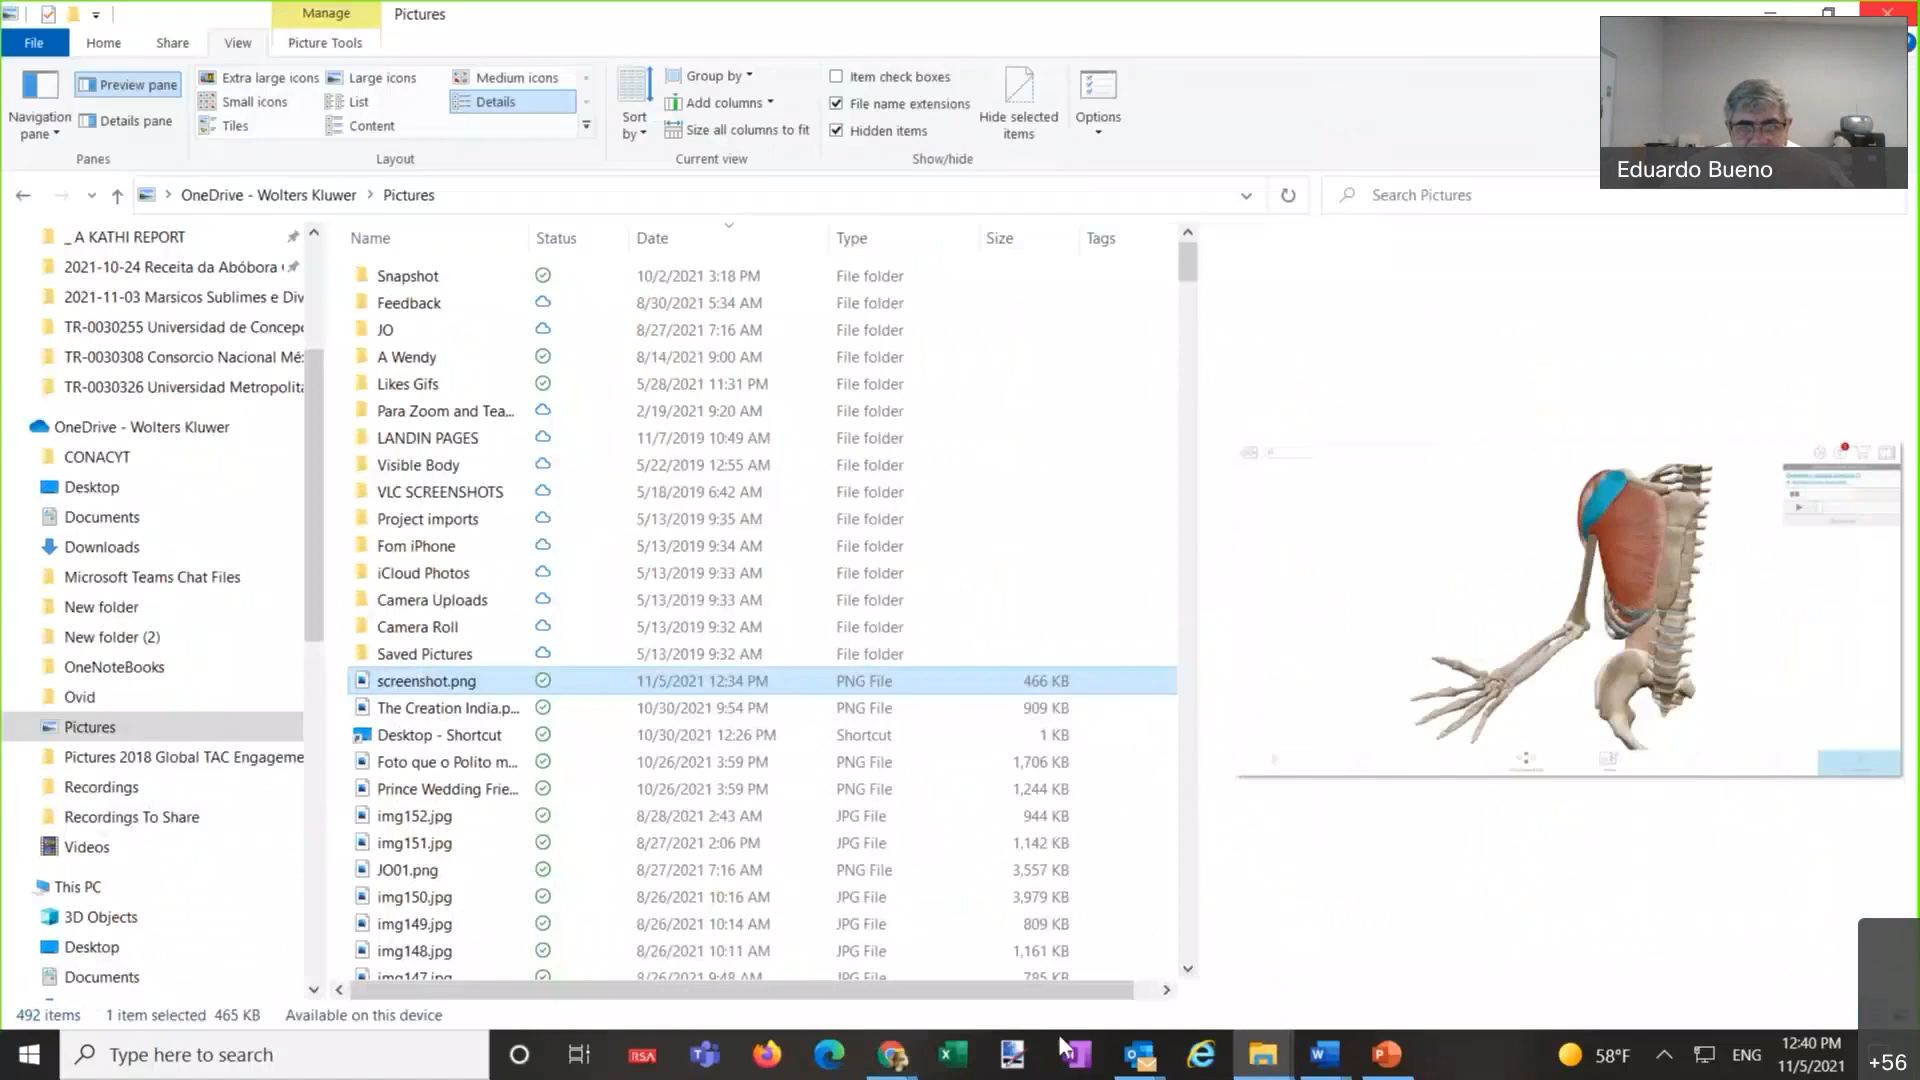 Manage
Pictures
File
Home
Share
View
Picture Tools
Navigation pane
Preview pane
Details pane
Panes
Extra large icons
Large icons
Medium icons
Small icons
List
Details
Tiles
Content
Layout
Sort by
Group by
Add columns
Size all columns to fit
Current view
Item check boxes
File name extensions
Hidden items
Hide selected items
Show/hide
Options
Eduardo Bueno
OneDrive - Wolters Kluwer
Pictures
Search Pictures
_ A KATHI REPORT
2021-10-24 Receita da Abóbora
2021-11-03 Marsicos Sublimes e Div
TR-0030255 Universidad de Concepc
TR-0030308 Consorcio Nacional Mé
TR-0030326 Universidad Metropolita
OneDrive - Wolters Kluwer
CONACYT
Desktop
Documents
Downloads
Microsoft Teams Chat Files
New folder
New folder (2)
OneNoteBooks
Ovid
Pictures
Pictures 2018 Global TAC Engageme
Recordings
Recordings To Share
Videos
This PC
3D Objects
Desktop
Documents
Name Status Date Type Size Tags
Snapshot 10/2/2021 3:18 PM File folder
Feedback 8/30/2021 5:34 AM File folder
JO 8/27/2021 7:16 AM File folder
A Wendy 8/14/2021 9:00 AM File folder
Likes Gifs 5/28/2021 11:31 PM File folder
Para Zoom and Tea... 2/19/2021 9:20 AM File folder
LANDIN PAGES 11/7/2019 10:49 AM File folder
Visible Body 5/22/2019 12:55 AM File folder
VLC SCREENSHOTS 5/18/2019 6:42 AM File folder
Project imports 5/13/2019 9:35 AM File folder
Fom iPhone 5/13/2019 9:34 AM File folder
iCloud Photos 5/13/2019 9:33 AM File folder
Camera Uploads 5/13/2019 9:33 AM File folder
Camera Roll 5/13/2019 9:32 AM File folder
Saved Pictures 5/13/2019 9:32 AM File folder
screenshot.png 11/5/2021 12:34 PM PNG File 466 KB
The Creation India.p... 10/30/2021 9:54 PM PNG File 909 KB
Desktop - Shortcut 10/30/2021 12:26 PM Shortcut 1 KB
Foto que o Polito m... 10/26/2021 3:59 PM PNG File 1,706 KB
Prince Wedding Frie... 10/26/2021 3:59 PM PNG File 1,244 KB
img152.jpg 8/28/2021 2:43 AM JPG File 944 KB
img151.jpg 8/27/2021 2:06 PM JPG File 1,142 KB
JO01.png 8/27/2021 7:16 AM PNG File 3,557 KB
img150.jpg 8/26/2021 10:16 AM JPG File 3,979 KB
img149.jpg 8/26/2021 10:14 AM JPG File 809 KB
img148.jpg 8/26/2021 10:11 AM JPG File 1,161 KB
img147.jpg 8/26/2021 9:48 AM JPG File 785 KB
492 items 1 item selected 465 KB Available on this device
Type here to search
RSA
58°F
ENG
12:40 PM
11/5/2021
+56